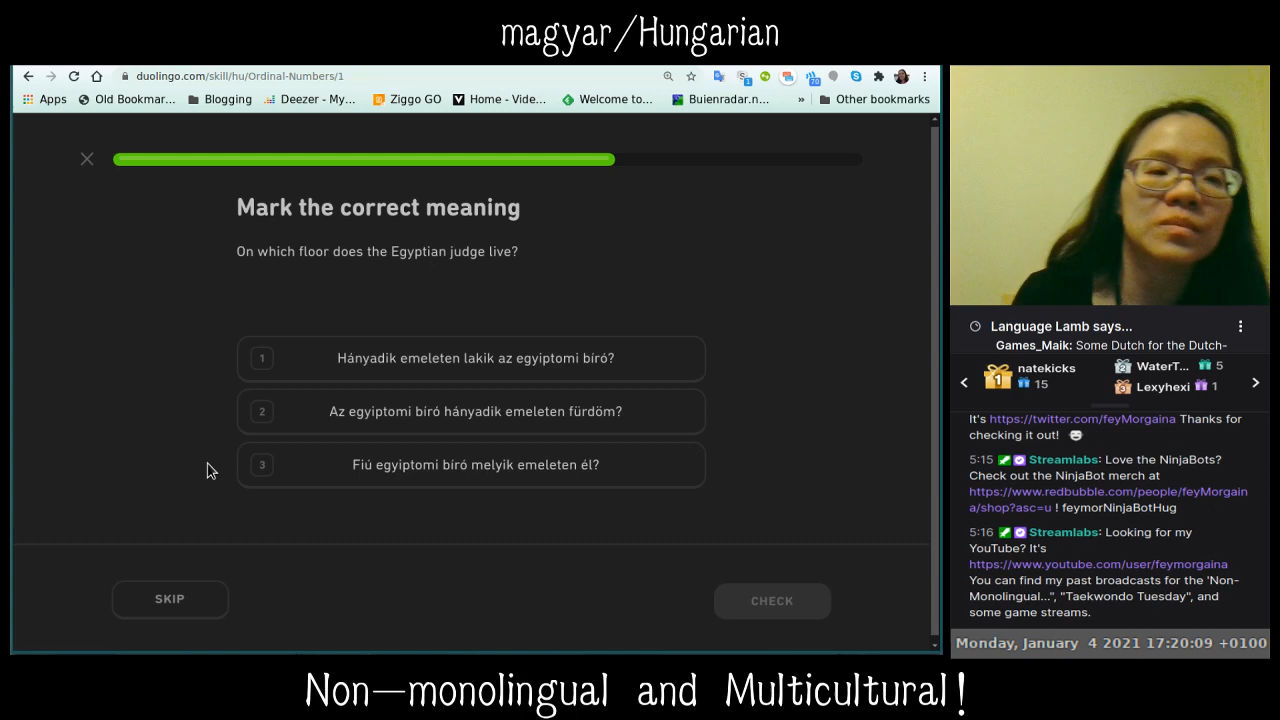 magyar/Hungarian
duolingo.com/skill/hu/Ordinal-Numbers/1
Apps Old Bookmar... Blogging Deezer - My... Ziggo GO Home - Vide... Welcome to... Buienradar.n... » Other bookmarks
Mark the correct meaning
On which floor does the Egyptian judge live?
1 Hányadik emeleten lakik az egyiptomi bíró?
2 Az egyiptomi bíró hányadik emeleten fürdöm?
3 Fiú egyiptomi bíró melyik emeleten él?
SKIP
CHECK
Language Lamb says...
Games_Maik: Some Dutch for the Dutch-
1 natekicks 15
2 WaterT... 5
3 Lexyhexi 1
It's https://twitter.com/feyMorgaina Thanks for
checking it out!
5:15 Streamlabs: Love the NinjaBots?
Check out the NinjaBot merch at
https://www.redbubble.com/people/feyMorgain
a/shop?asc=u ! feymorNinjaBotHug
5:16 Streamlabs: Looking for my
YouTube? It's
https://www.youtube.com/user/feymorgaina
You can find my past broadcasts for the 'Non-
Monolingual...", "Taekwondo Tuesday", and
some game streams.
Monday, January 4 2021 17:20:09 +0100
Non-monolingual and Multicultural!